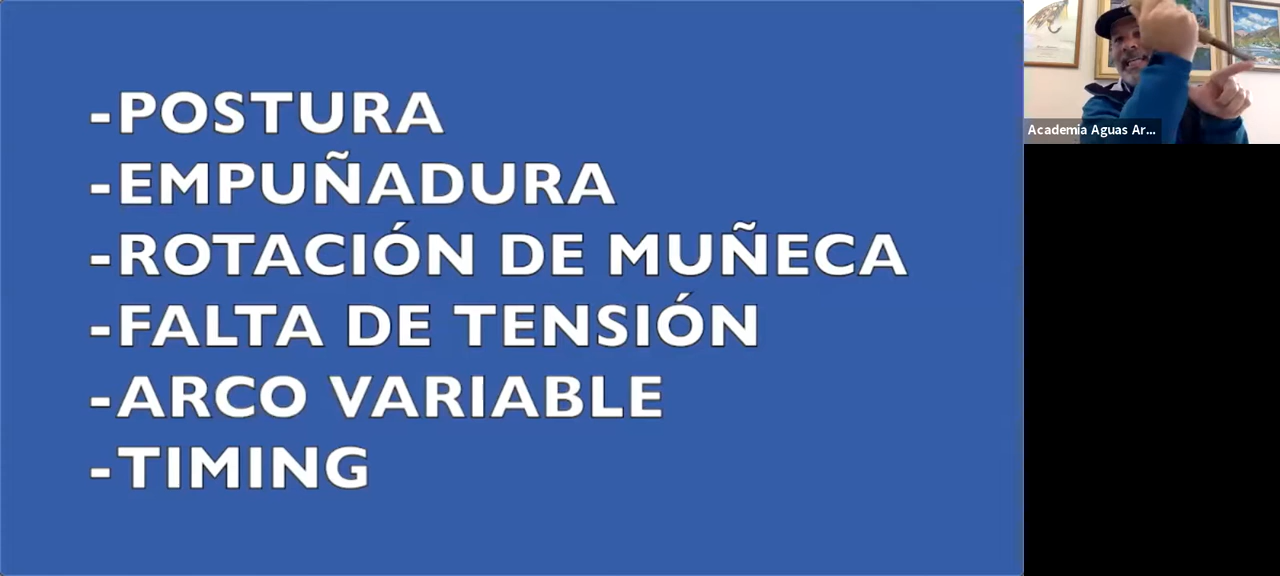 -POSTURA
-EMPUÑADURA
-ROTACIÓN DE MUÑECA
-FALTA DE TENSIÓN
-ARCO VARIABLE
-TIMING
Academia Aguas Ar...